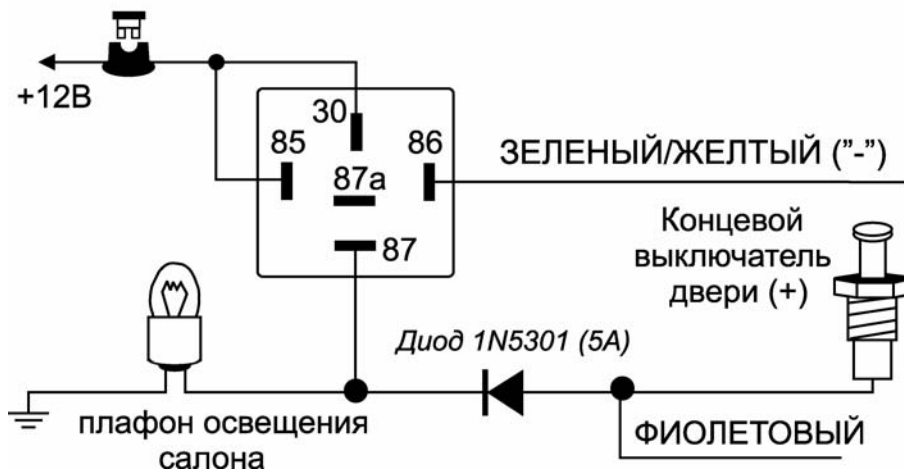 +12В
30
85
86
87а
87
ЗЕЛЕНЫЙ/ЖЕЛТЫЙ ("-")
Концевой
выключатель
двери (+)
Диод 1N5301 (5А)
плафон освещения
салона
ФИОЛЕТОВЫЙ